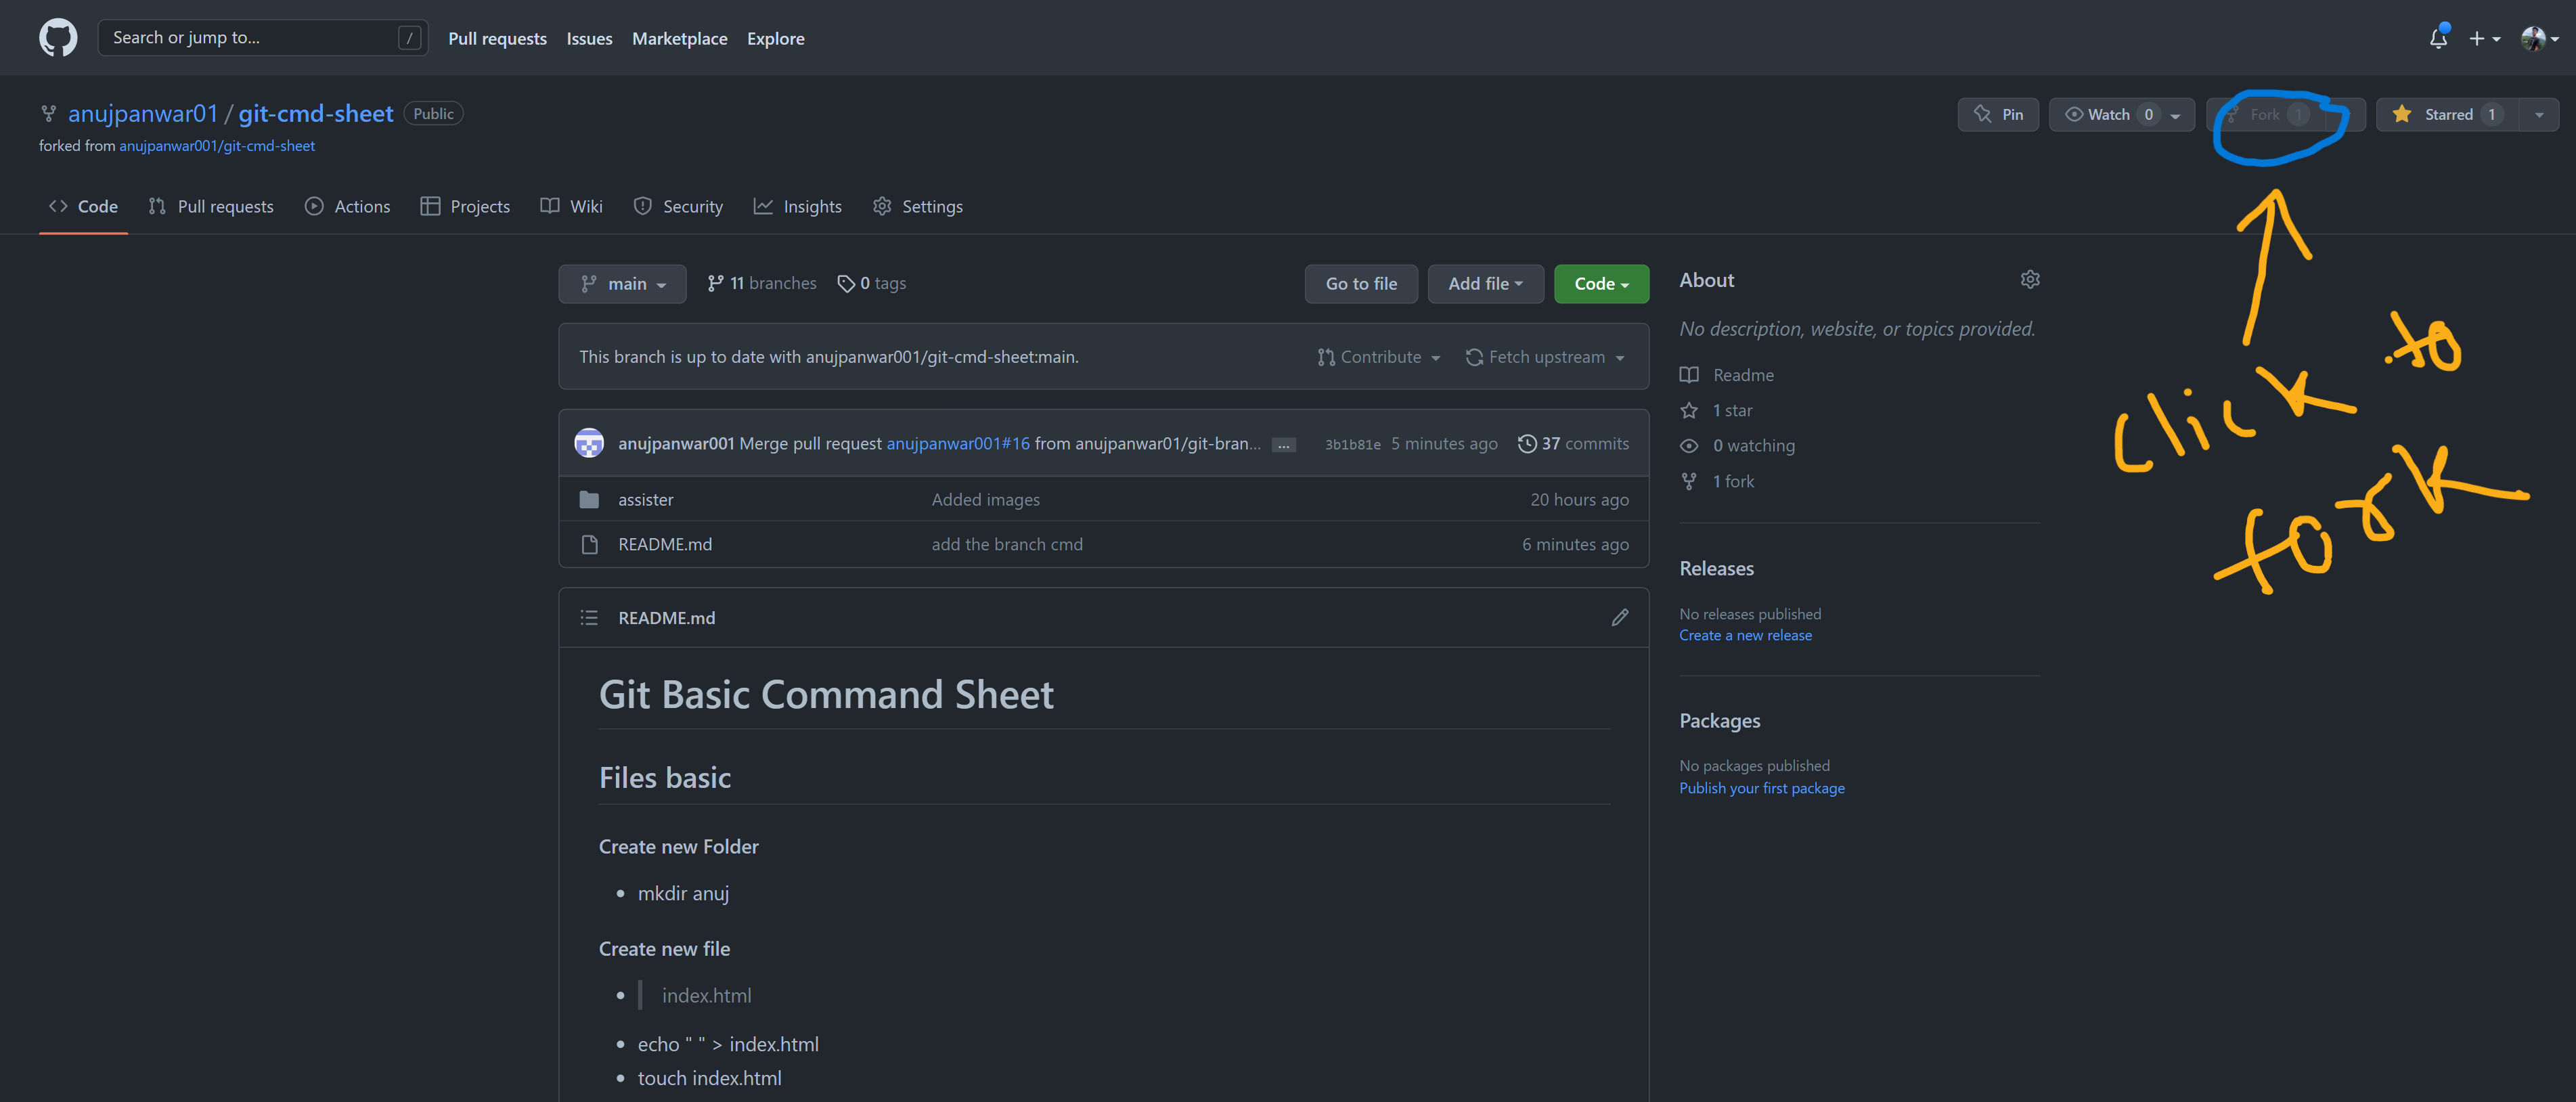 Search or jump to... /
Pull requests Issues Marketplace Explore
anujpanwar01 / git-cmd-sheet Public
forked from anujpanwar001/git-cmd-sheet
Pin
Watch 0
Fork 1
Starred 1
Code Pull requests Actions Projects Wiki Security Insights Settings
main 11 branches 0 tags
Go to file Add file Code
This branch is up to date with anujpanwar001/git-cmd-sheet:main.
Contribute Fetch upstream
anujpanwar001 Merge pull request anujpanwar001#16 from anujpanwar01/git-bran... ... 3b1b81e 5 minutes ago 37 commits
assister Added images 20 hours ago
README.md add the branch cmd 6 minutes ago
README.md
Git Basic Command Sheet
Files basic
Create new Folder
• mkdir anuj
Create new file
• index.html
• echo " " > index.html
• touch index.html
About
No description, website, or topics provided.
Readme
1 star
0 watching
1 fork
Releases
No releases published
Create a new release
Packages
No packages published
Publish your first package
click to
fork